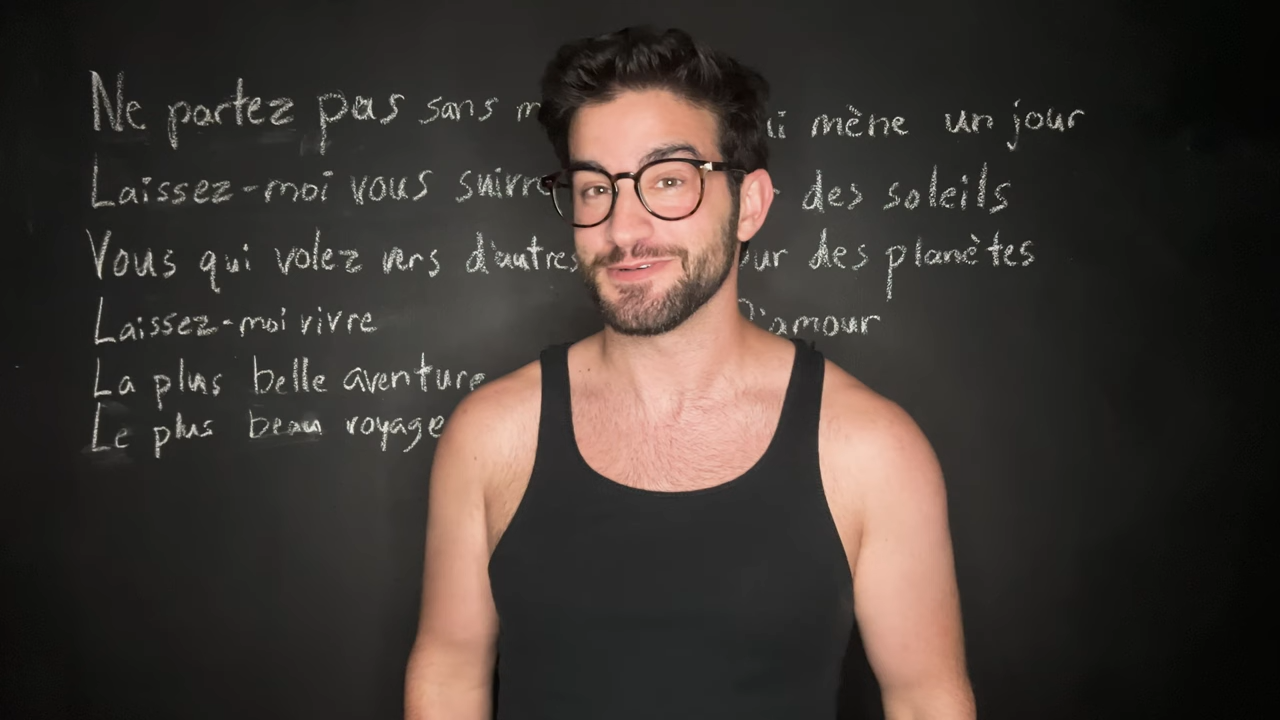 Ne partez pas sans mène un jour
Laissez-moi vous suivre des soleils
Vous qui volez vers d'autres des planètes
Laissez-moi vivre D'amour
La plus belle aventure
Le plus beau voyage